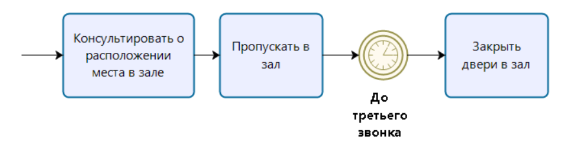 Консультировать о
расположении
места в зале
Пропускать в
зал
До
третьего
звонка
Закрыть
двери в зал